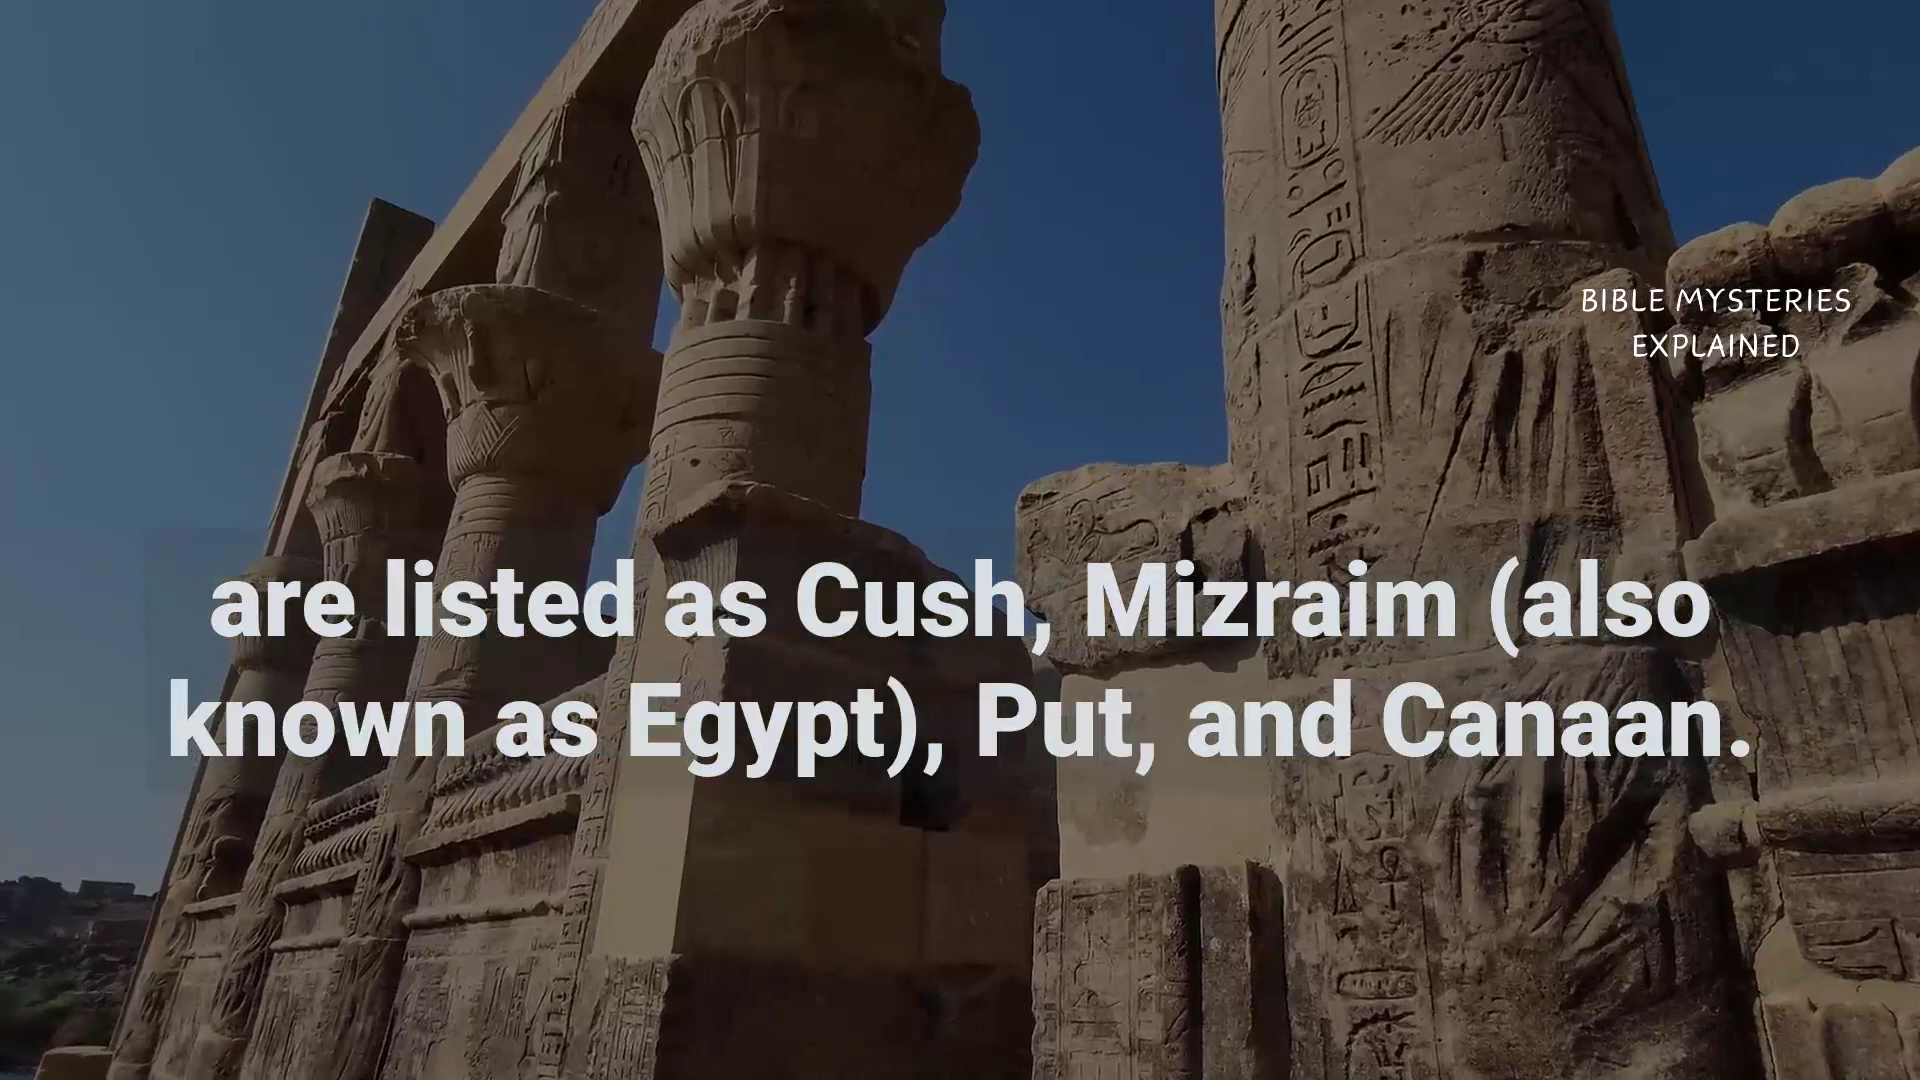 BIBLE MYSTERIES
EXPLAINED
are listed as Cush, Mizraim (also
known as Egypt), Put, and Canaan.